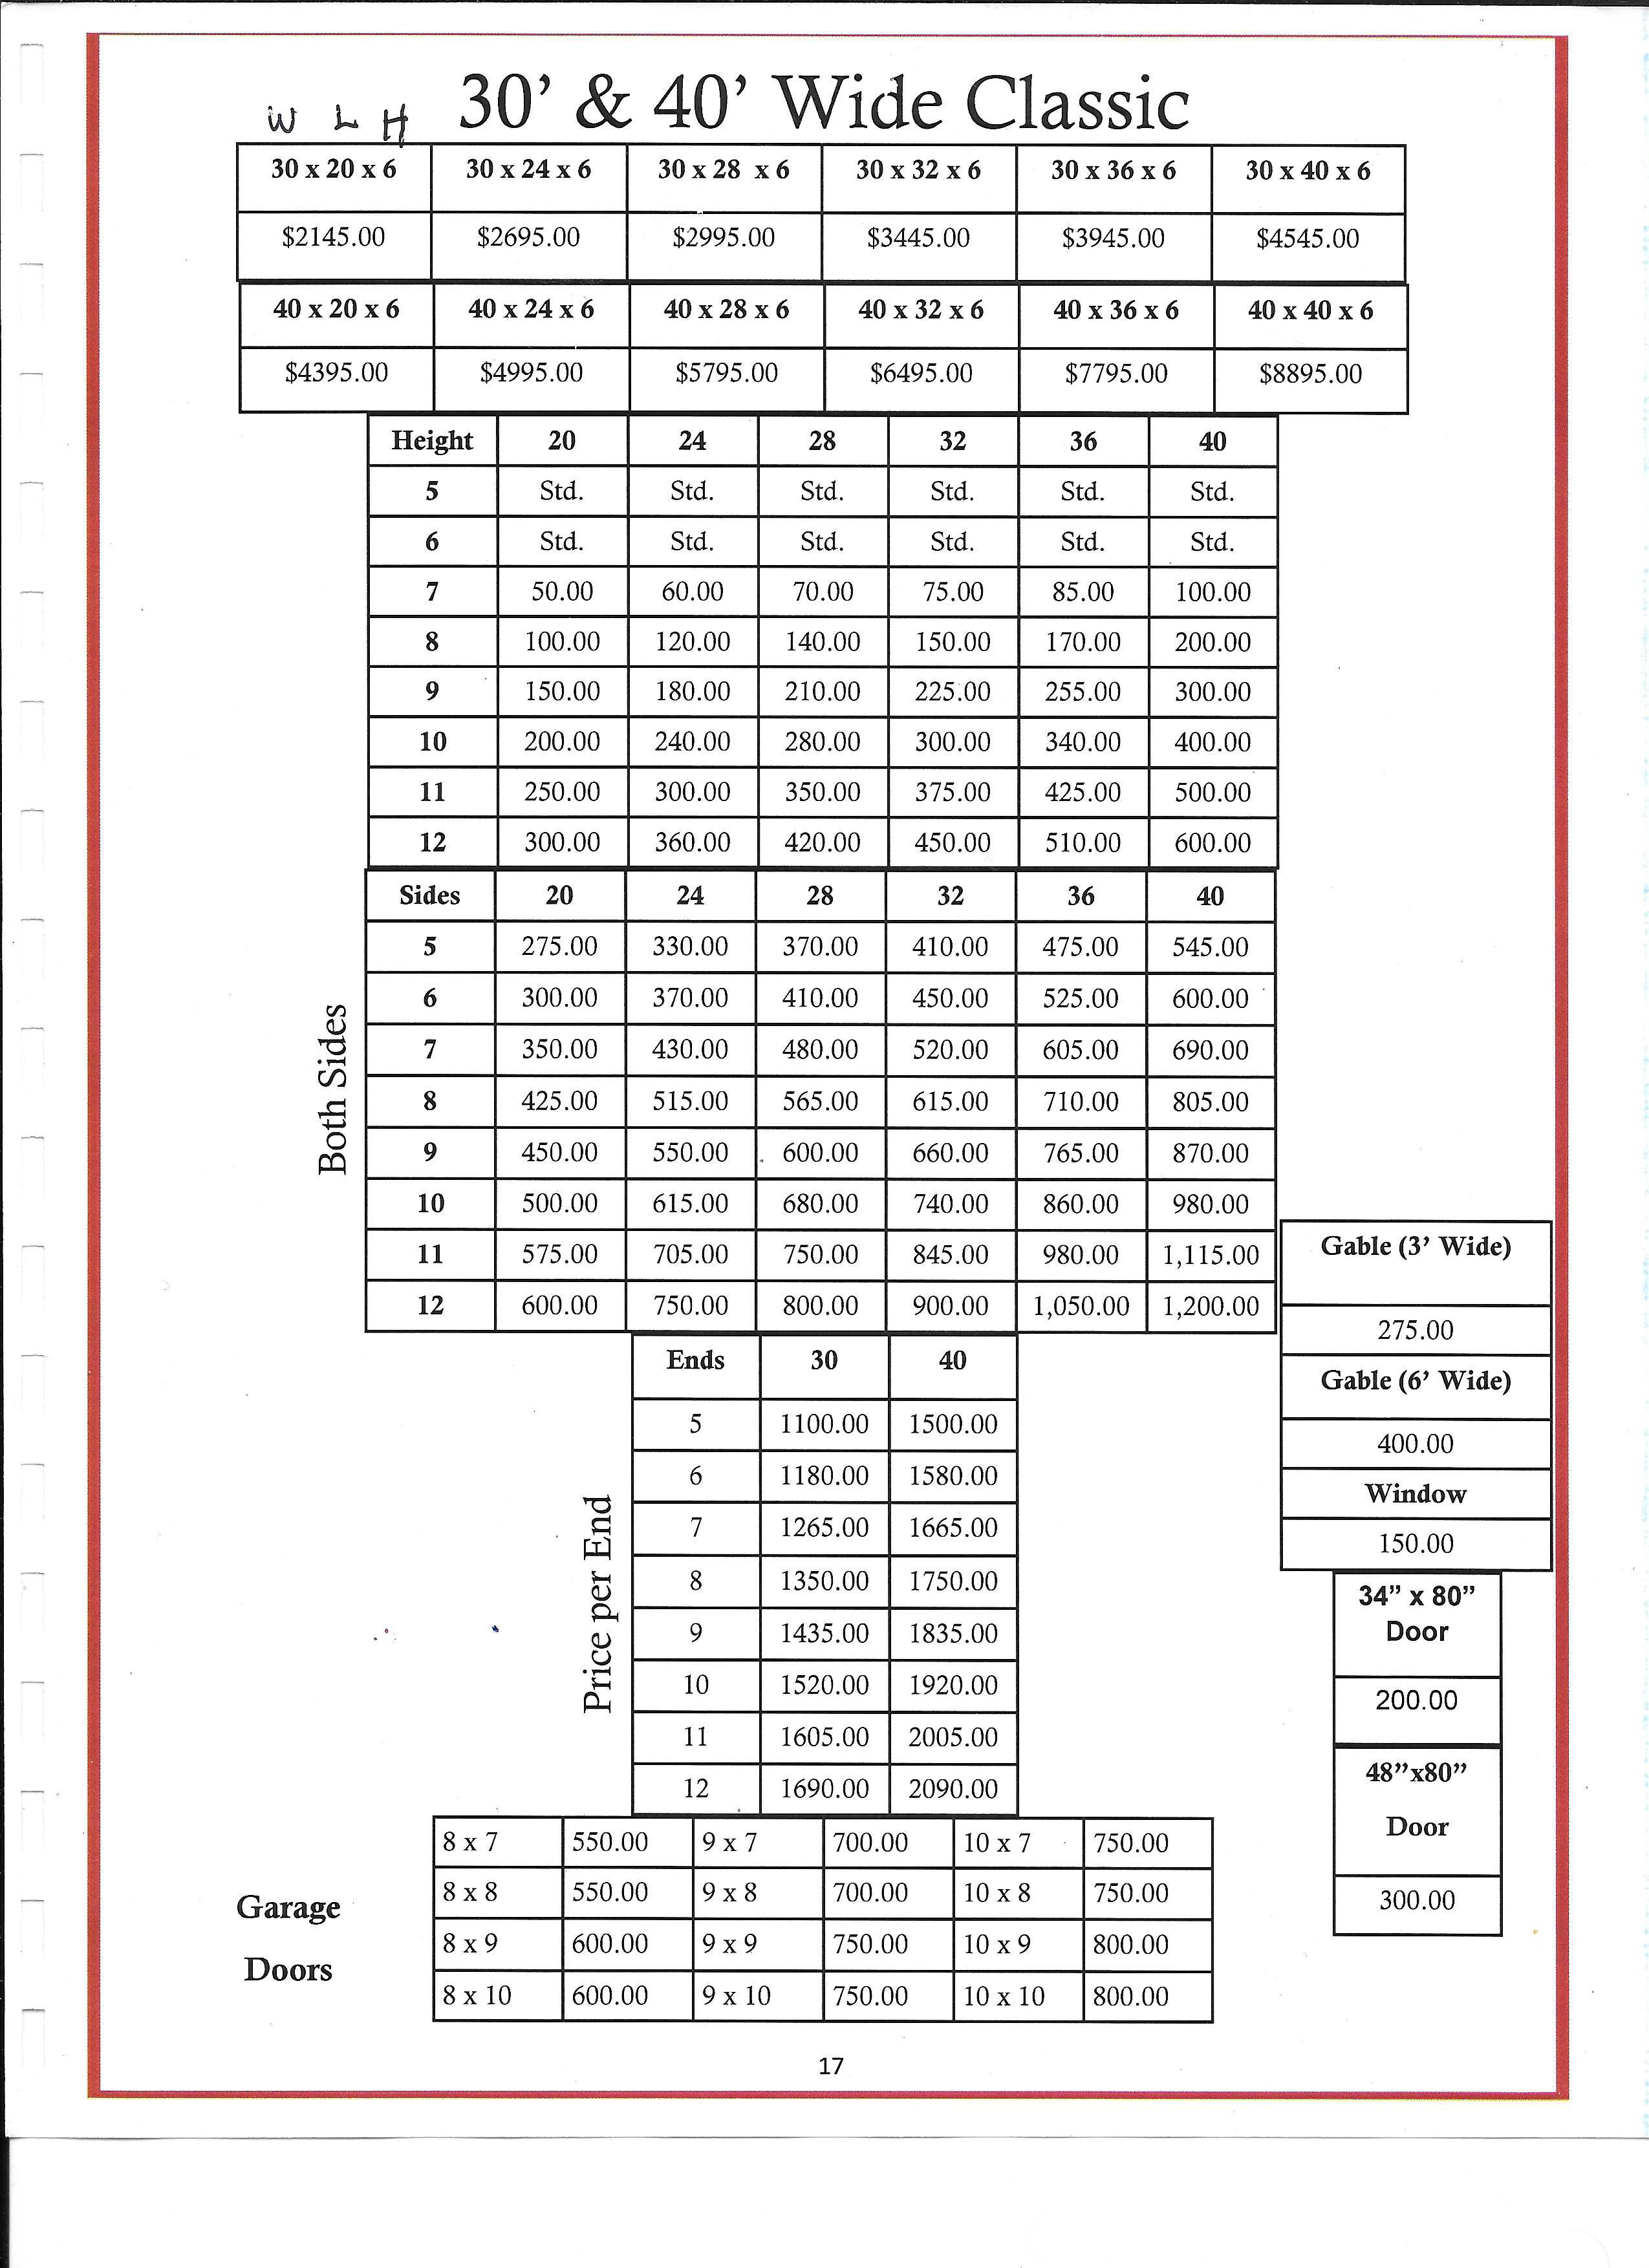 30’ & 40’ Wide Classic
W L H
30 x 20 x 6 30 x 24 x 6 30 x 28 x 6 30 x 32 x 6 30 x 36 x 6 30 x 40 x 6
$2145.00 $2695.00 $2995.00 $3445.00 $3945.00 $4545.00
40 x 20 x 6 40 x 24 x 6 40 x 28 x 6 40 x 32 x 6 40 x 36 x 6 40 x 40 x 6
$4395.00 $4995.00 $5795.00 $6495.00 $7795.00 $8895.00
Height 20 24 28 32 36 40
5 Std. Std. Std. Std. Std. Std.
6 Std. Std. Std. Std. Std. Std.
7 50.00 60.00 70.00 75.00 85.00 100.00
8 100.00 120.00 140.00 150.00 170.00 200.00
9 150.00 180.00 210.00 225.00 255.00 300.00
10 200.00 240.00 280.00 300.00 340.00 400.00
11 250.00 300.00 350.00 375.00 425.00 500.00
12 300.00 360.00 420.00 450.00 510.00 600.00
Both Sides
Sides 20 24 28 32 36 40
5 275.00 330.00 370.00 410.00 475.00 545.00
6 300.00 370.00 410.00 450.00 525.00 600.00
7 350.00 430.00 480.00 520.00 605.00 690.00
8 425.00 515.00 565.00 615.00 710.00 805.00
9 450.00 550.00 600.00 660.00 765.00 870.00
10 500.00 615.00 680.00 740.00 860.00 980.00
11 575.00 705.00 750.00 845.00 980.00 1,115.00
12 600.00 750.00 800.00 900.00 1,050.00 1,200.00
Price per End
Ends 30 40
5 1100.00 1500.00
6 1180.00 1580.00
7 1265.00 1665.00
8 1350.00 1750.00
9 1435.00 1835.00
10 1520.00 1920.00
11 1605.00 2005.00
12 1690.00 2090.00
Gable (3’ Wide)
275.00
Gable (6’ Wide)
400.00
Window
150.00
34” x 80”
Door
200.00
48”x80”
Door
300.00
Garage
Doors
8 x 7 550.00 9 x 7 700.00 10 x 7 750.00
8 x 8 550.00 9 x 8 700.00 10 x 8 750.00
8 x 9 600.00 9 x 9 750.00 10 x 9 800.00
8 x 10 600.00 9 x 10 750.00 10 x 10 800.00
17